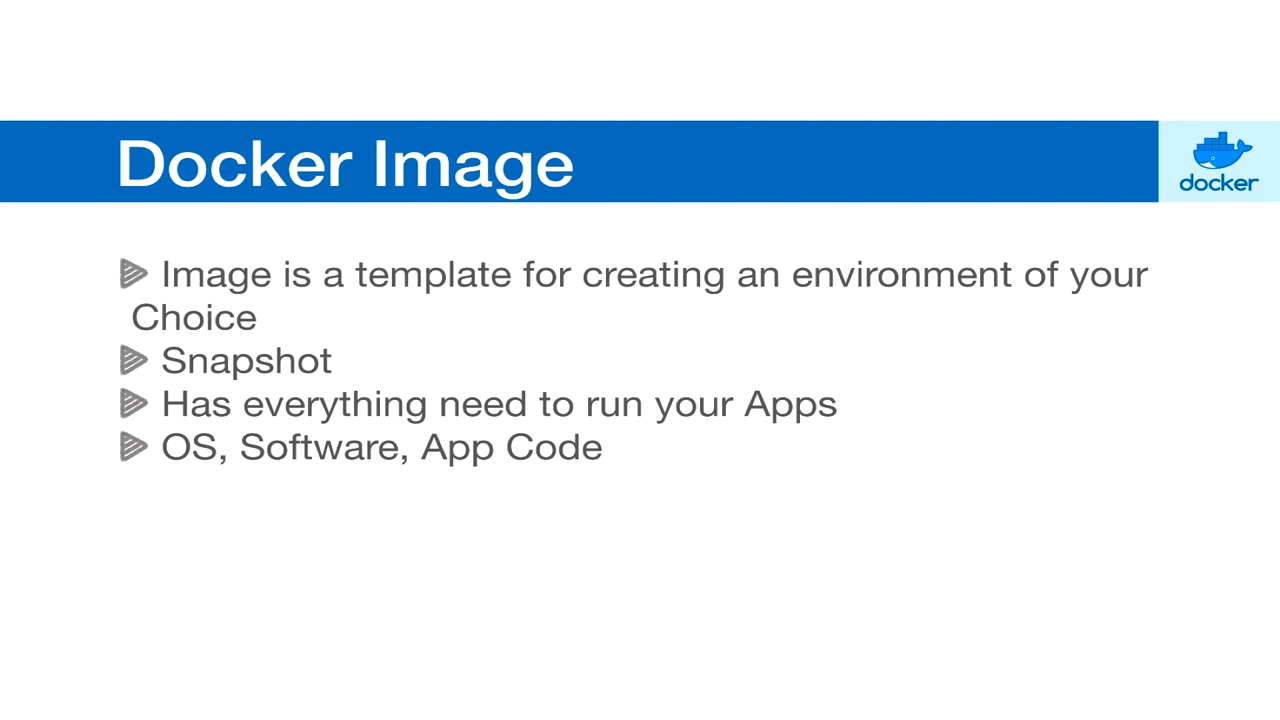 Docker Image
docker
Image is a template for creating an environment of your
Choice
Snapshot
Has everything need to run your Apps
OS, Software, App Code